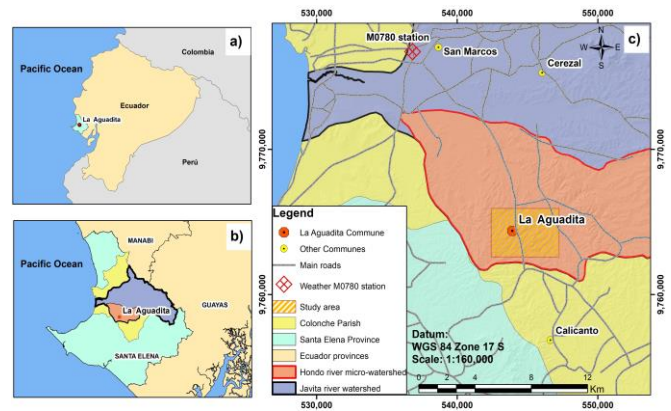 a)
Colombia
Pacific Ocean
Ecuador
La Aguadita
Perú
b)
MANABI
Pacific Ocean
La Aguadita
GUAYAS
SANTA ELENA
530,000 540,000 550,000
M0780 station
San Marcos
Cerezal
N
W E
S
c)
9,770,000
9,770,000
La Aguadita
Legend
La Aguadita Commune
Other Communes
Main roads
Weather M0780 station
Study area
Colonche Parish
Santa Elena Province
Ecuador provinces
Hondo river micro-watershed
Javita river watershed
9,760,000
9,760,000
Calicanto
Datum:
WGS 84 Zone 17 S
Scale: 1:160,000
0 2 4 8 12
Km
530,000 540,000 550,000